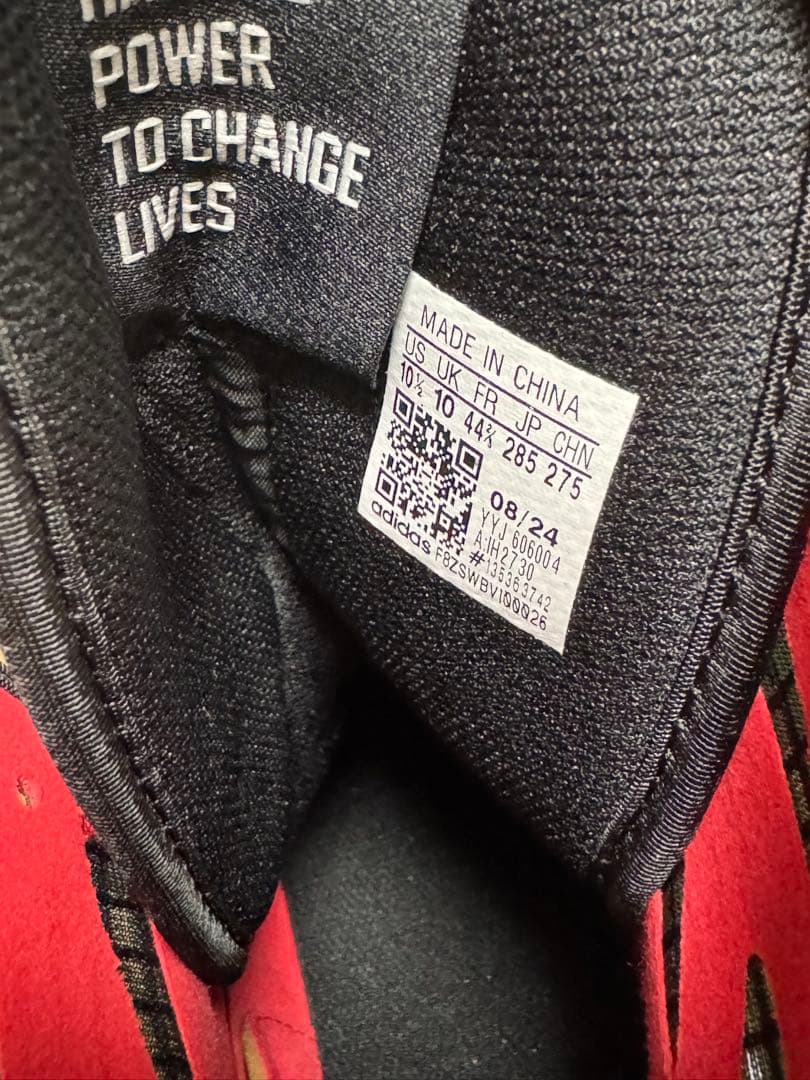 POWER
TO CHANGE
LIVES
MADE IN CHINA
US UK FR JP CHN
10½ 10 44⅔ 285 275
08/24
YYJ 606004
A:IH2730
#135363742
adidas F8ZSWBVI00026